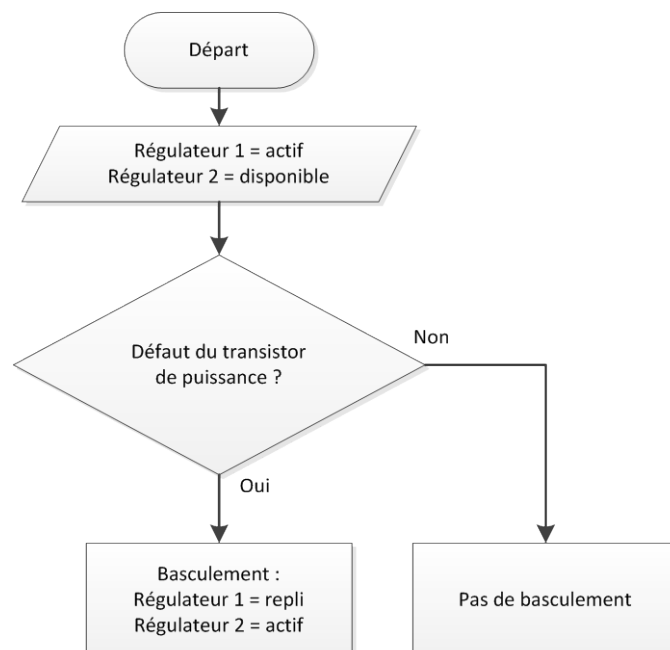 Départ
Régulateur 1 = actif
Régulateur 2 = disponible
Défaut du transistor
de puissance ?
Non
Oui
Basculement :
Régulateur 1 = repli
Régulateur 2 = actif
Pas de basculement